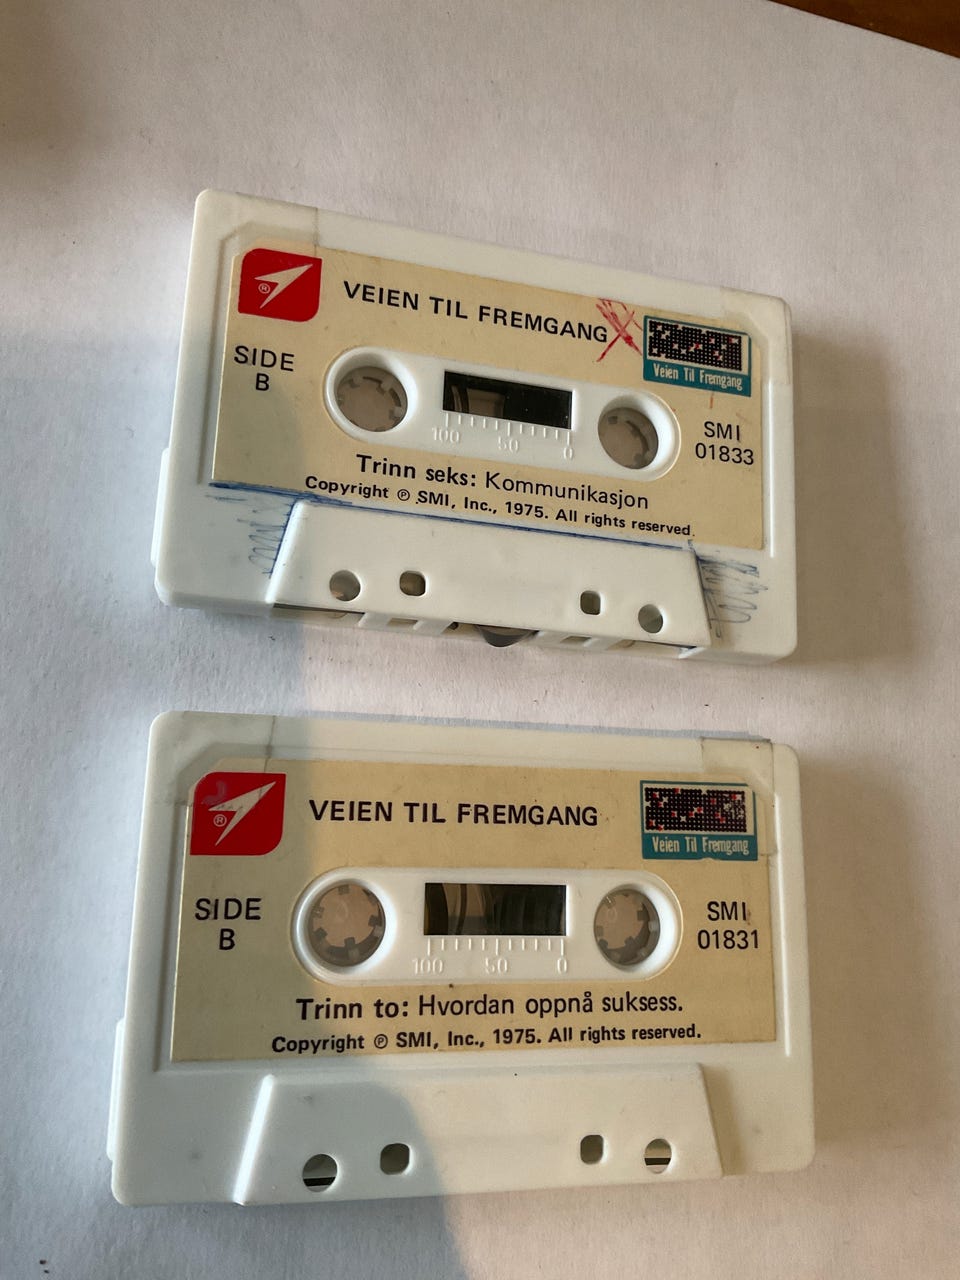 VEIEN TIL FREMGANG
Veien Til Fremgang
SIDE
B
SMI
01833
100 50 0
Trinn seks: Kommunikasjon
Copyright ℗ SMI, Inc., 1975. All rights reserved.
®
VEIEN TIL FREMGANG
Veien Til Fremgang
®
SIDE
B
SMI
01831
100 50 0
Trinn to: Hvordan oppnå suksess.
Copyright ℗ SMI, Inc., 1975. All rights reserved.